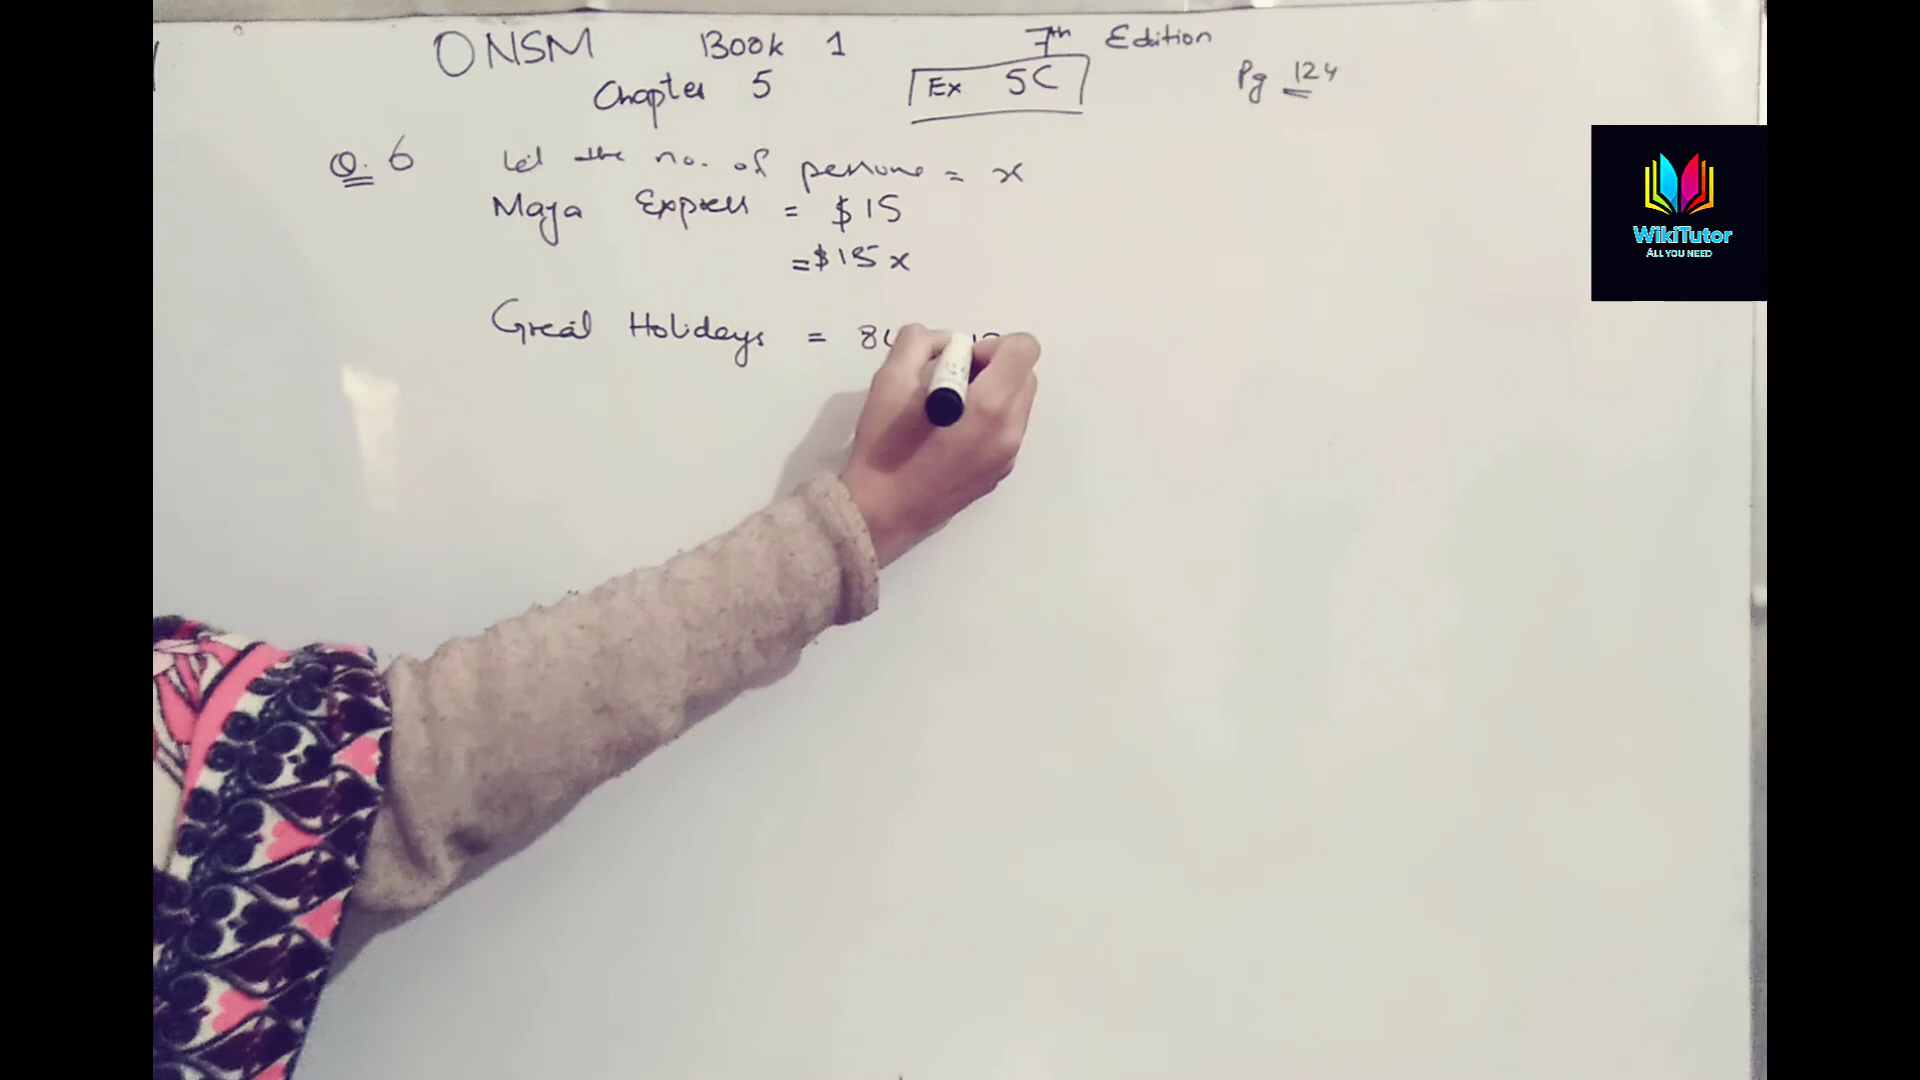 ONSM Book 1 7th Edition
Chapter 5 Ex 5C Pg 124
Q. 6 Let the no. of persons = x
Maya Express = $15
= $15x
Great Holidays =
WikiTutor
ALL YOU NEED